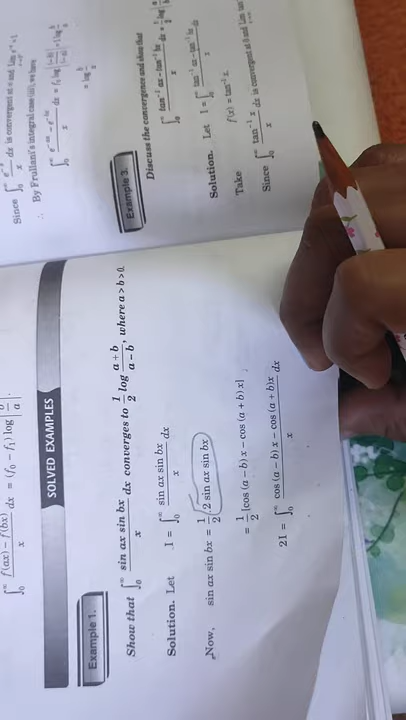 ∫₀^∞ f(ax) − f(bx) / x dx = (f₀ − f₁) log |b/a|.
SOLVED EXAMPLES
Example 1.
Show that ∫₀^∞ sin ax sin bx / x dx converges to 1/2 log a + b / a − b, where a > b > 0.
Solution. Let I = ∫₀^∞ sin ax sin bx / x dx
Now, sin ax sin bx = 1/2 (2 sin ax sin bx)
= 1/2 [cos (a − b) x − cos (a + b) x]
2I = ∫₀^∞ cos (a − b) x − cos (a + b)x / x dx
Since ∫₀^∞ dx is convergent at ∞ and
∴ By Frullani's integral case (iii), we have
= log b/a
Example 3.
Discuss the convergence and show that
∫₀^∞ tan⁻¹ ax − tan⁻¹ bx / x dx =
Solution. Let I = ∫₀^∞ tan⁻¹ ax − tan⁻¹ bx / x dx
Take f(x) = tan⁻¹ x.
Since ∫₀^∞ tan⁻¹ x / x dx is convergent at 0 and